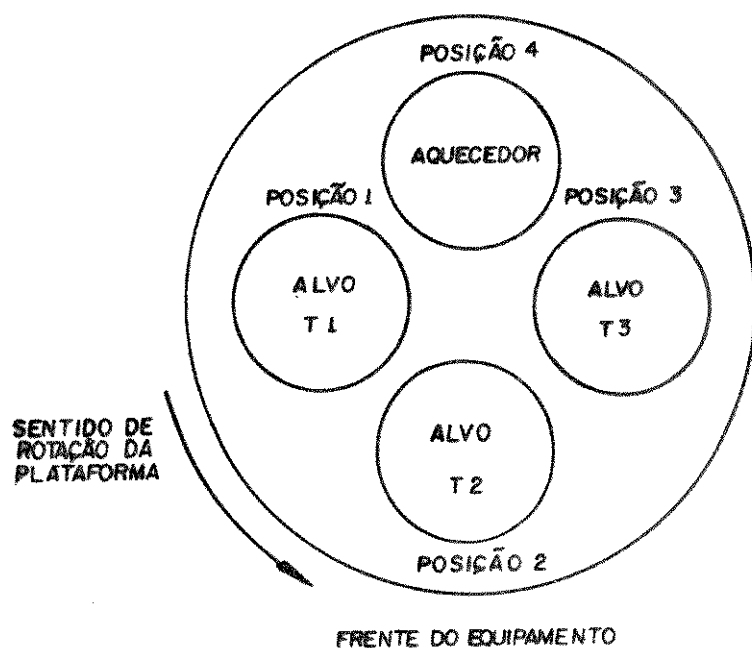 POSIÇÃO 4
AQUECEDOR
POSIÇÃO 1
POSIÇÃO 3
ALVO
T1
ALVO
T3
ALVO
T2
SENTIDO DE
ROTAÇÃO DA
PLATAFORMA
POSIÇÃO 2
FRENTE DO EQUIPAMENTO